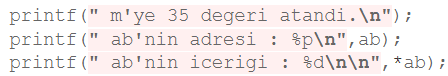 printf(" m'ye 35 degeri atandi.\n");
printf(" ab'nin adresi : %p\n",ab);
printf(" ab'nin icerigi : %d\n\n",*ab);